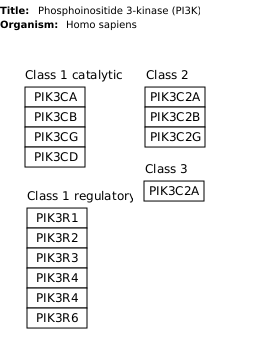 Title: Phosphoinositide 3-kinase (PI3K)
Organism: Homo sapiens
Class 1 catalytic
PIK3CA
PIK3CB
PIK3CG
PIK3CD
Class 2
PIK3C2A
PIK3C2B
PIK3C2G
Class 3
PIK3C2A
Class 1 regulatory
PIK3R1
PIK3R2
PIK3R3
PIK3R4
PIK3R4
PIK3R6